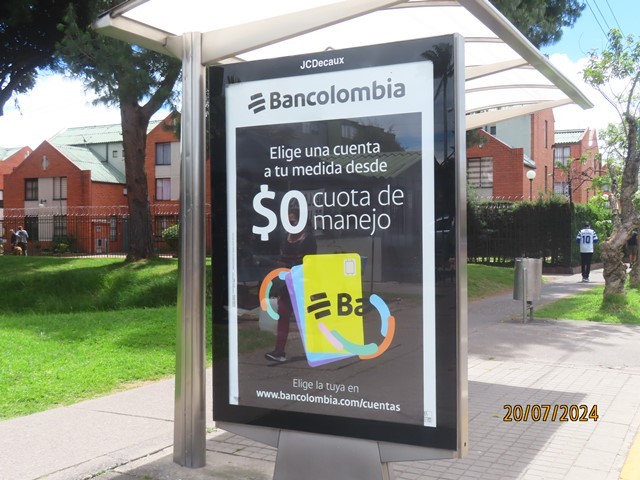 JCDecaux
Bancolombia
Elige una cuenta
a tu medida desde
$0 cuota de
manejo
Ba
Elige la tuya en
www.bancolombia.com/cuentas
10
20/07/2024